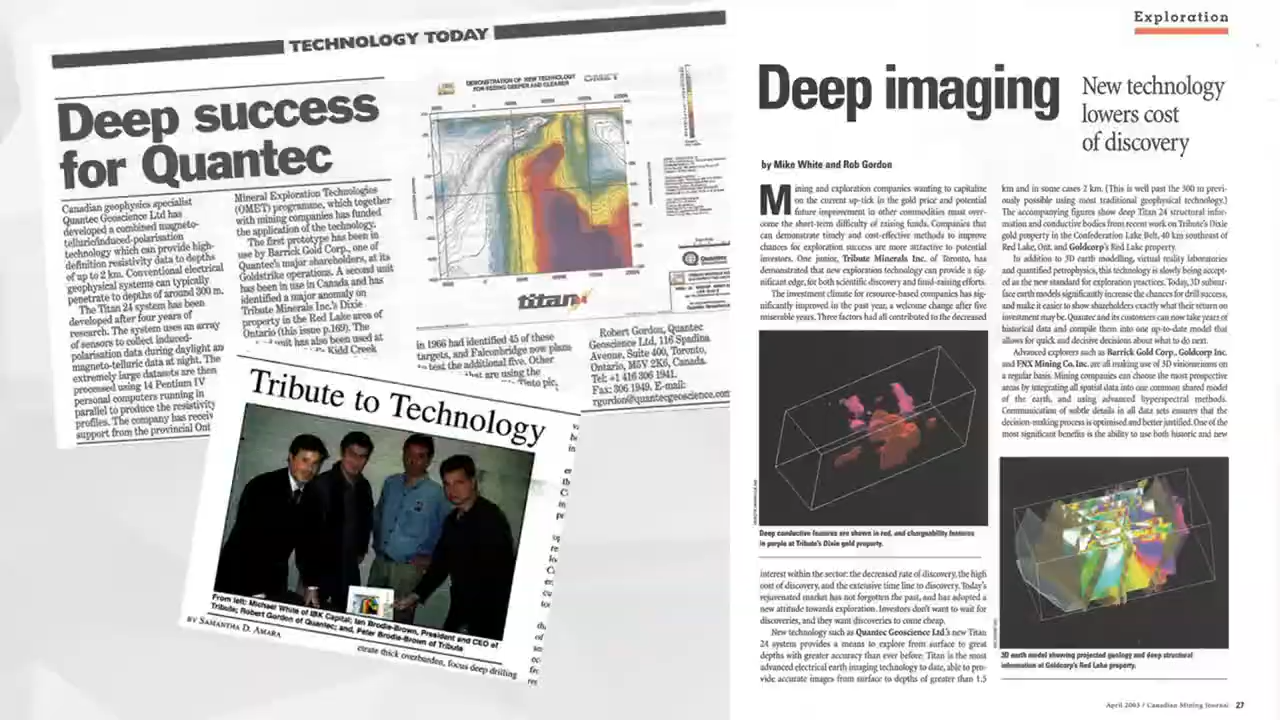 TECHNOLOGY TODAY
Deep success
for Quantec
Canadian geophysics specialist
Quantec Geoscience Ltd has
developed a combined magneto-
telluric/induced-polarisation
technology which can provide high-
definition resistivity data to depths
of up to 2 km. Conventional electrical
geophysical systems can typically
penetrate to depths of around 300 m.
The Titan 24 system has been
developed after four years of
research. The system uses an array
of sensors to collect induced-
polarisation data during daylight an
magneto-telluric data at night. The
extremely large datasets are then
processed using 14 Pentium IV
personal computers running in
parallel to produce the resistivity
profiles. The company has receiv
support from the provincial Ont
Mineral Exploration Technologies
(OMET) programme, which together
with mining companies has funded
the application of the technology.
The first prototype has been in
use by Barrick Gold Corp., one of
Quantec's major shareholders, at its
Goldstrike operations. A second unit
has been in use in Canada and has
identified a major anomaly on
Tribute Minerals Inc.'s Dixie
property in the Red Lake area of
Ontario (this issue p.169). The
unit has also been used at
Kidd Creek
DEMONSTRATION OF NEW TECHNOLOGY
FOR SEEING DEEPER AND CLEARER
OMET
titan
in 1966 had identified 45 of these
targets, and Falconbridge now plans
to test the additional five. Other
that are using the
Tinto plc,
Robert Gordon, Quantec
Geoscience Ltd, 116 Spadina
Avenue, Suite 400, Toronto,
Ontario, M5V 2K6, Canada.
Tel: +1 416 306 1941.
Fax: 306 1949. E-mail:
rgordon@quantecgeoscience.com
Tribute to Technology
From left: Michael White of IBK Capital; Ian Brodie-Brown, President and CEO of
Tribute; Robert Gordon of Quantec; and, Peter Brodie-Brown of Tribute
BY SAMANTHA D. AMARA
erate thick overburden, focus deep drilling
Exploration
Deep imaging
New technology
lowers cost
of discovery
by Mike White and Rob Gordon
Mining and exploration companies wanting to capitalize
on the current up-tick in the gold price and potential
future improvement in other commodities must over-
come the short-term difficulty of raising funds. Companies that
can demonstrate timely and cost-effective methods to improve
chances for exploration success are more attractive to potential
investors. One junior, Tribute Minerals Inc. of Toronto, has
demonstrated that new exploration technology can provide a sig-
nificant edge, for both scientific discovery and fund-raising efforts.
The investment climate for resource-based companies has sig-
nificantly improved in the past year, a welcome change after five
miserable years. Three factors had all contributed to the decreased
Deep conductive features are shown in red, and chargeability features
in purple at Tribute's Dixie gold property.
interest within the sector: the decreased rate of discovery, the high
cost of discovery, and the extensive time line to discovery. Today's
rejuvenated market has not forgotten the past, and has adopted a
new attitude towards exploration. Investors don't want to wait for
discoveries, and they want discoveries to come cheap.
New technology such as Quantec Geoscience Ltd.'s new Titan
24 system provides a means to explore from surface to great
depths with greater accuracy than ever before. Titan is the most
advanced electrical earth imaging technology to date, able to pro-
vide accurate images from surface to depths of greater than 1.5
km and in some cases 2 km. (This is well past the 300 m previ-
ously possible using most traditional geophysical technology.)
The accompanying figures show deep Titan 24 structural infor-
mation and conductive bodies from recent work on Tribute's Dixie
gold property in the Confederation Lake Belt, 40 km southeast of
Red Lake, Ont. and Goldcorp's Red Lake property.
In addition to 3D earth modelling, virtual reality laboratories
and quantified petrophysics, this technology is slowly being accept-
ed as the new standard for exploration practices. Today, 3D subsur-
face earth models significantly increase the chances for drill success,
and make it easier to show shareholders exactly what their return on
investment may be. Quantec and its customers can now take years of
historical data and compile them into one up-to-date model that
allows for quick and decisive decisions about what to do next.
Advanced explorers such as Barrick Gold Corp., Goldcorp Inc.
and FNX Mining Co. Inc. are all making use of 3D visionariums on
a regular basis. Mining companies can choose the most prospective
areas by integrating all spatial data into one common shared model
of the earth, and using advanced hyperspectral methods.
Communication of subtle details in all data sets ensures that the
decision-making process is optimised and better justified. One of the
most significant benefits is the ability to use both historic and new
3D earth model showing projected geology and deep structural
information at Goldcorp's Red Lake property.
April 2003 / Canadian Mining Journal 27